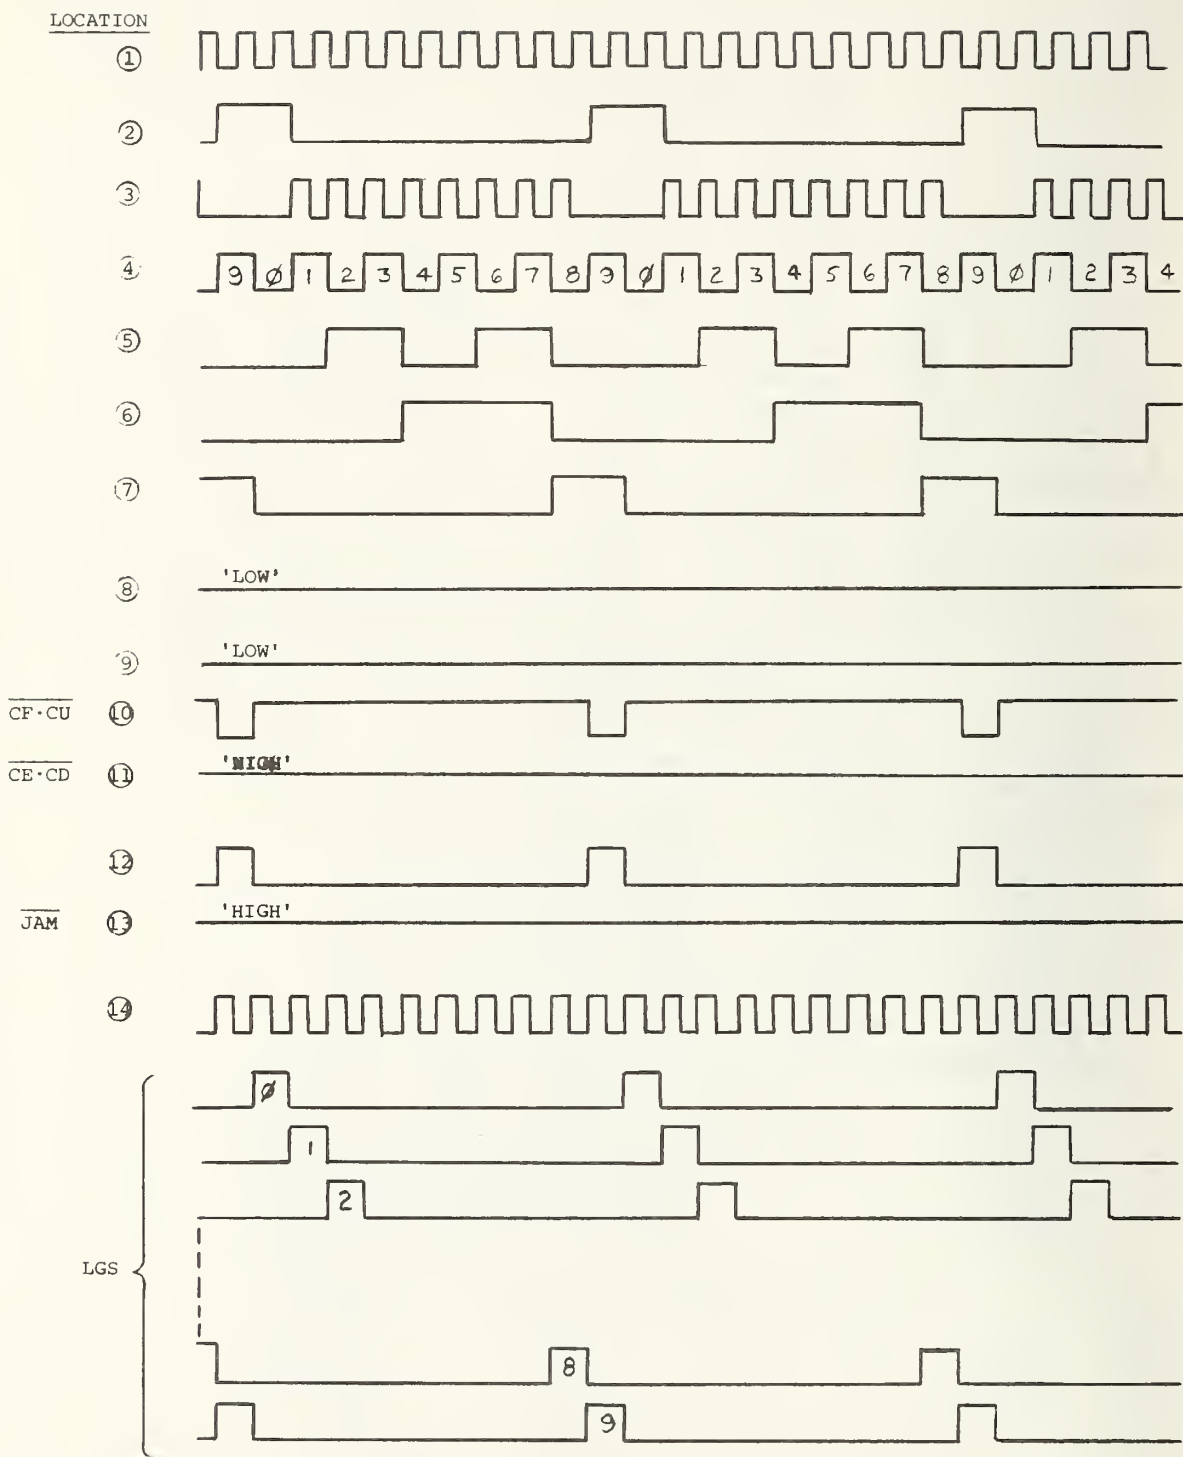 LOCATION
1
2
3
4 9 Ø 1 2 3 4 5 6 7 8 9 Ø 1 2 3 4 5 6 7 8 9 Ø 1 2 3 4
5
6
7
8 'LOW'
9 'LOW'
CF·CU 10
CE·CD 11 'HIGH'
12
JAM 13 'HIGH'
14
Ø
1
2
LGS
8
9